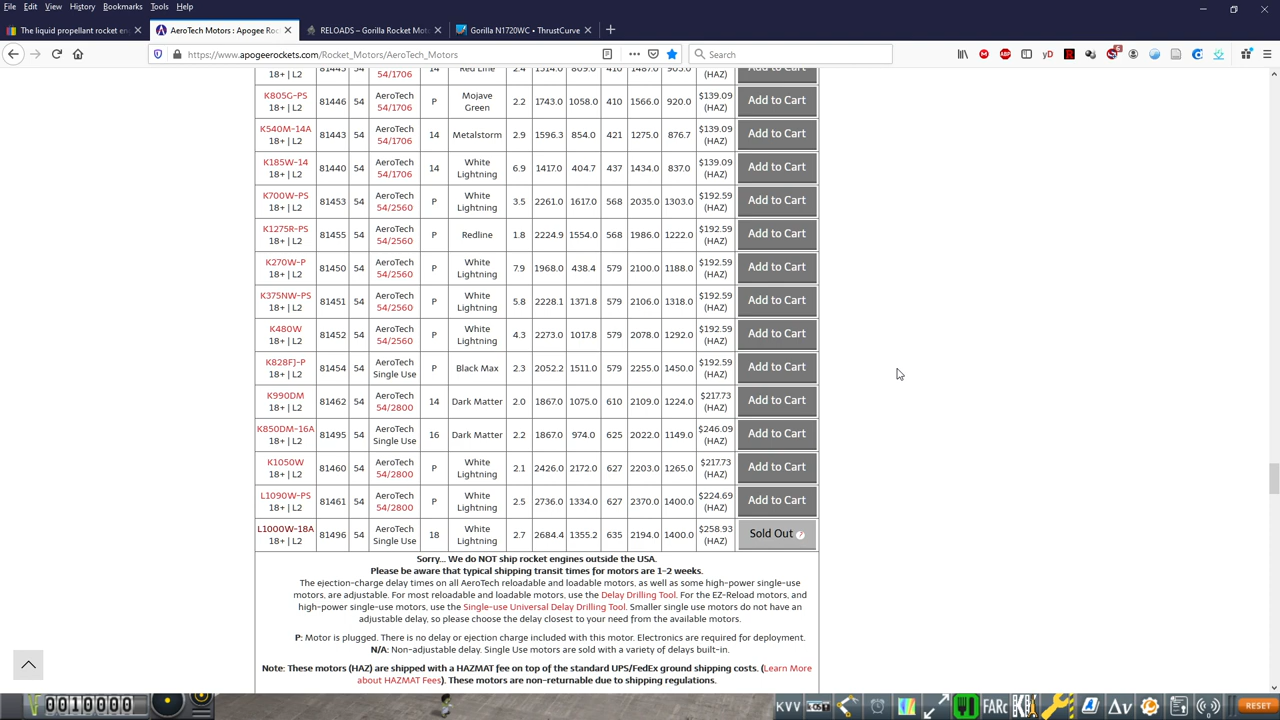 File Edit View History Bookmarks Tools Help
The liquid propellant rocket en
AeroTech Motors : Apogee Ro
RELOADS – Gorilla Rocket Mot
Gorilla N1720WC • ThrustCurve
https://www.apogeerockets.com/Rocket_Motors/AeroTech_Motors
Search
18+ | L2 81445 54 54/1706 14 Red Line 2.4 1514.0 809.0 410 1487.0 903.0 (HAZ) Add to Cart
K805G-PS AeroTech Mojave $139.09
81446 54 P 2.2 1743.0 1058.0 410 1566.0 920.0 Add to Cart
18+ | L2 54/1706 Green (HAZ)
K540M-14A AeroTech $139.09
81443 54 14 Metalstorm 2.9 1596.3 854.0 421 1275.0 876.7 Add to Cart
18+ | L2 54/1706 (HAZ)
K185W-14 AeroTech White $139.09
81440 54 14 6.9 1417.0 404.7 437 1434.0 837.0 Add to Cart
18+ | L2 54/1706 Lightning (HAZ)
K700W-PS AeroTech White $192.59
81453 54 P 3.5 2261.0 1617.0 568 2035.0 1303.0 Add to Cart
18+ | L2 54/2560 Lightning (HAZ)
K1275R-PS AeroTech $192.59
81455 54 P Redline 1.8 2224.9 1554.0 568 1986.0 1222.0 Add to Cart
18+ | L2 54/2560 (HAZ)
K270W-P AeroTech White $192.59
81450 54 P 7.9 1968.0 438.4 579 2100.0 1188.0 Add to Cart
18+ | L2 54/2560 Lightning (HAZ)
K375NW-PS AeroTech White $192.59
81451 54 P 5.8 2228.1 1371.8 579 2106.0 1318.0 Add to Cart
18+ | L2 54/2560 Lightning (HAZ)
K480W AeroTech White $192.59
81452 54 P 4.3 2273.0 1017.8 579 2078.0 1292.0 Add to Cart
18+ | L2 54/2560 Lightning (HAZ)
K828FJ-P AeroTech $192.59
81454 54 P Black Max 2.3 2052.2 1511.0 579 2255.0 1450.0 Add to Cart
18+ | L2 Single Use (HAZ)
K990DM AeroTech $217.73
81462 54 14 Dark Matter 2.0 1867.0 1075.0 610 2109.0 1224.0 Add to Cart
18+ | L2 54/2800 (HAZ)
K850DM-16A AeroTech $246.09
81495 54 16 Dark Matter 2.2 1867.0 974.0 625 2022.0 1149.0 Add to Cart
18+ | L2 Single Use (HAZ)
K1050W AeroTech White $217.73
81460 54 P 2.1 2426.0 2172.0 627 2203.0 1265.0 Add to Cart
18+ | L2 54/2800 Lightning (HAZ)
L1090W-PS AeroTech White $224.69
81461 54 P 2.5 2736.0 1334.0 627 2370.0 1400.0 Add to Cart
18+ | L2 54/2800 Lightning (HAZ)
L1000W-18A AeroTech White $258.93
81496 54 18 2.7 2684.4 1355.2 635 2194.0 1400.0 Sold Out
18+ | L2 Single Use Lightning (HAZ)
Sorry... We do NOT ship rocket engines outside the USA.
Please be aware that typical shipping transit times for motors are 1-2 weeks.
The ejection-charge delay times on all AeroTech reloadable and loadable motors, as well as some high-power single-use
motors, are adjustable. For most reloadable and loadable motors, use the Delay Drilling Tool. For the EZ-Reload motors, and
high-power single-use motors, use the Single-use Universal Delay Drilling Tool. Smaller single use motors do not have an
adjustable delay, so please choose the delay closest to your need from the available motors.
P: Motor is plugged. There is no delay or ejection charge included with this motor. Electronics are required for deployment.
N/A: Non-adjustable delay. Single Use motors are sold with a variety of delays built-in.
Note: These motors (HAZ) are shipped with a HAZMAT fee on top of the standard UPS/FedEx ground shipping costs. (Learn More
about HAZMAT Fees). These motors are non-returnable due to shipping regulations.
0010000 KVV FARc Δv RESET